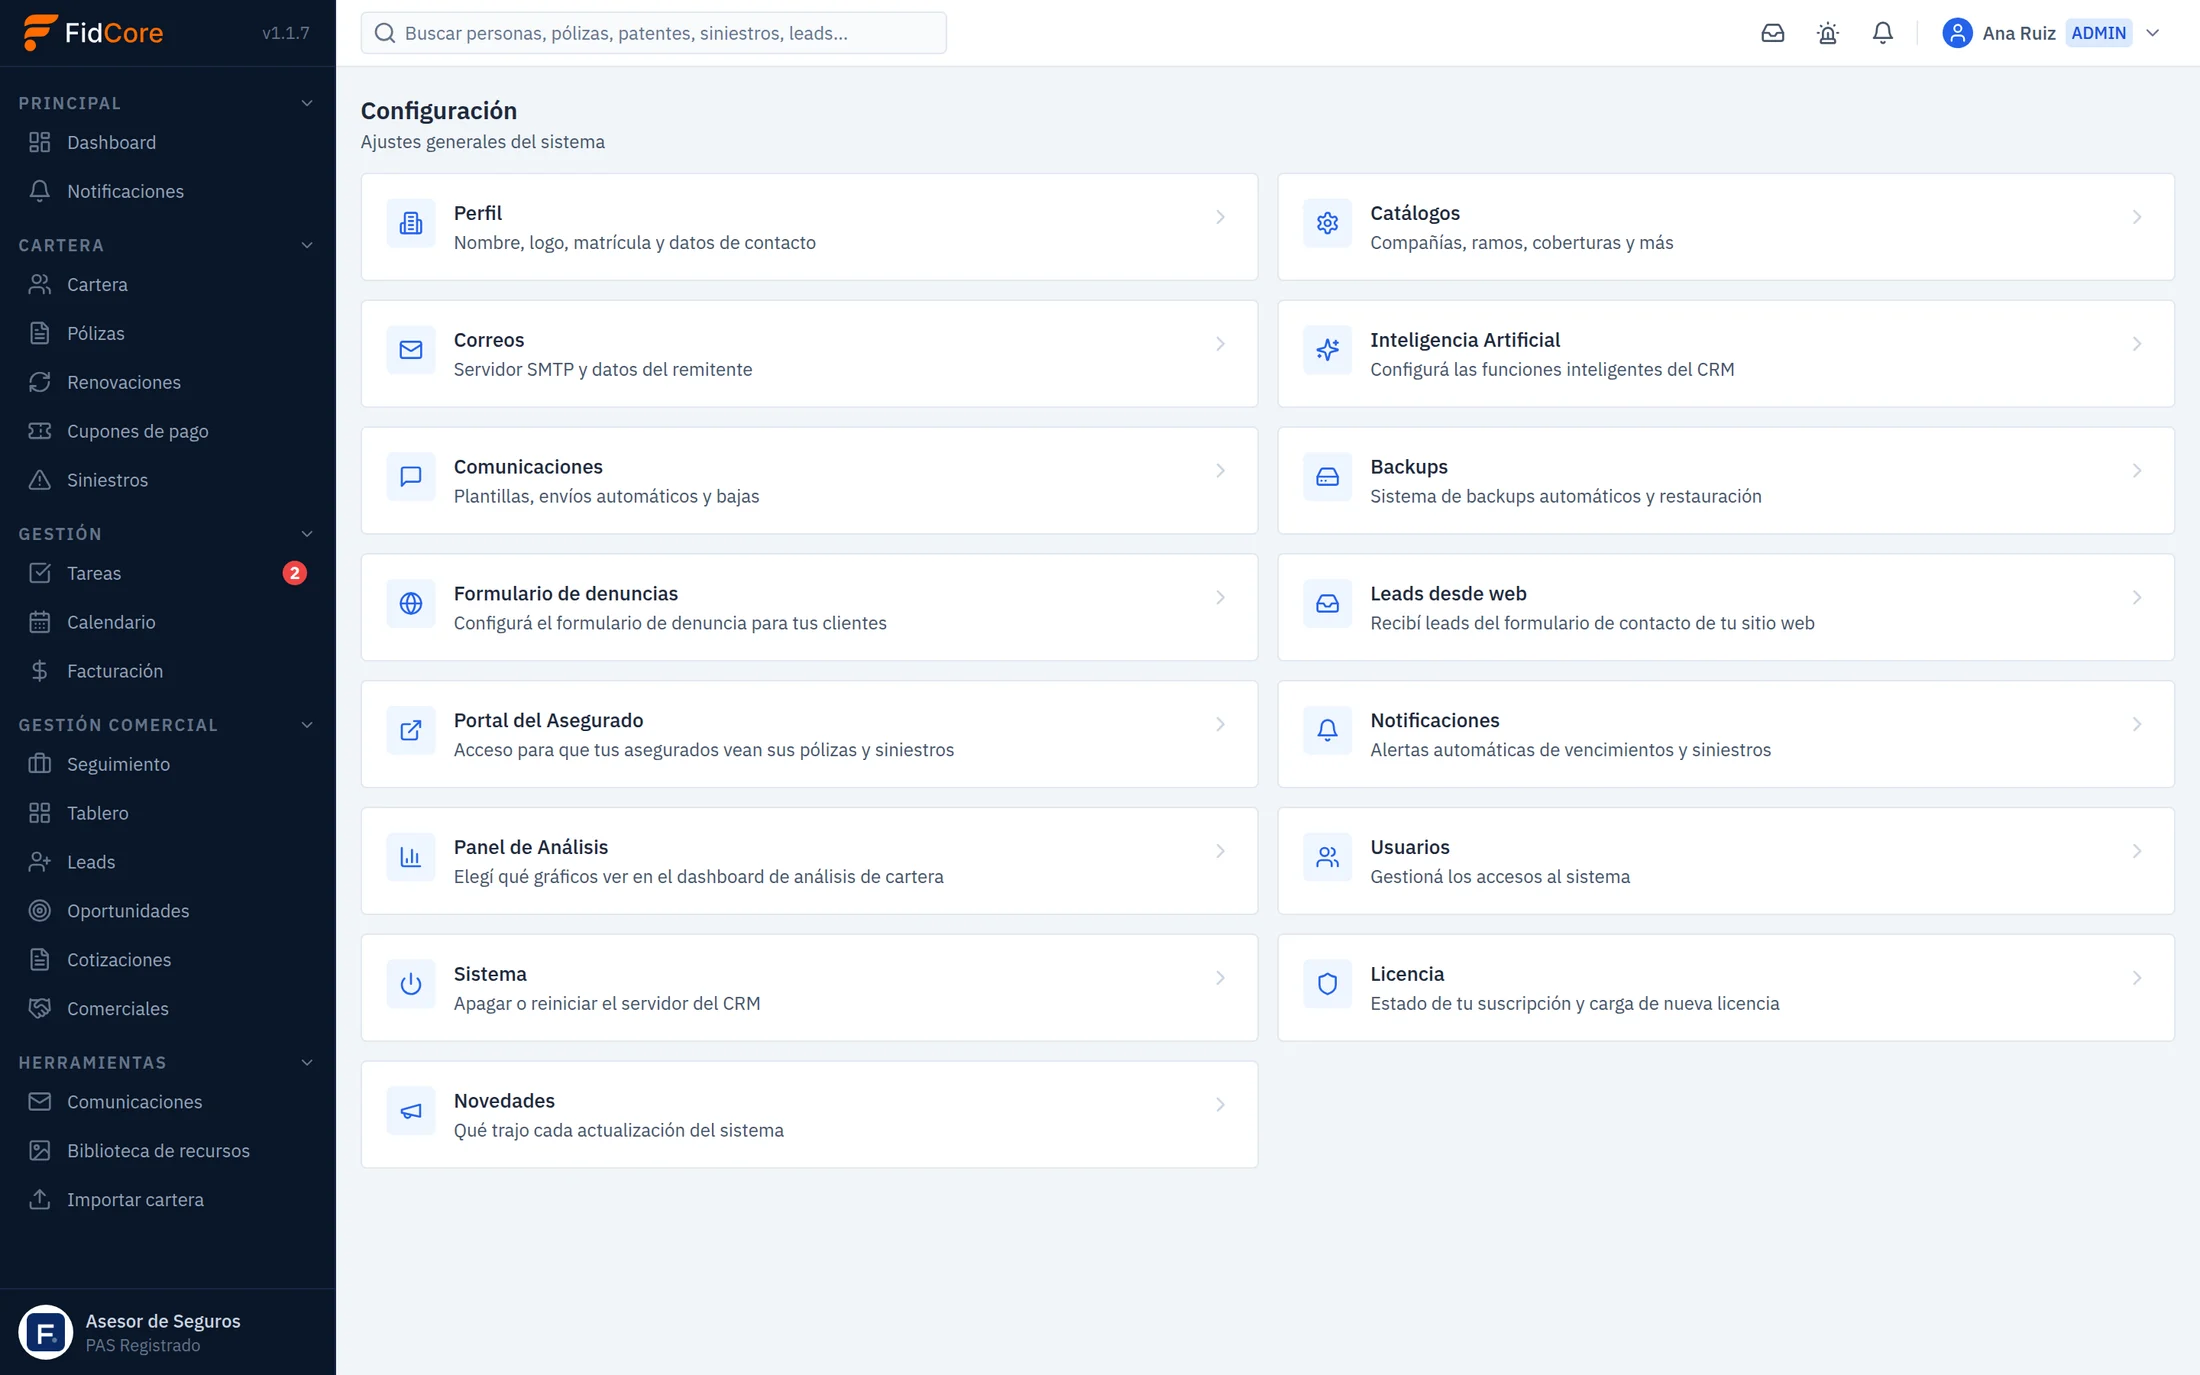 FidCore
v1.1.7
Buscar personas, pólizas, patentes, siniestros, leads...
Ana Ruiz
ADMIN
PRINCIPAL
Dashboard
Notificaciones
CARTERA
Cartera
Pólizas
Renovaciones
Cupones de pago
Siniestros
GESTIÓN
Tareas
2
Calendario
Facturación
GESTIÓN COMERCIAL
Seguimiento
Tablero
Leads
Oportunidades
Cotizaciones
Comerciales
HERRAMIENTAS
Comunicaciones
Biblioteca de recursos
Importar cartera
F.
Asesor de Seguros
PAS Registrado
Configuración
Ajustes generales del sistema
Perfil
Nombre, logo, matrícula y datos de contacto
Catálogos
Compañías, ramos, coberturas y más
Correos
Servidor SMTP y datos del remitente
Inteligencia Artificial
Configurá las funciones inteligentes del CRM
Comunicaciones
Plantillas, envíos automáticos y bajas
Backups
Sistema de backups automáticos y restauración
Formulario de denuncias
Configurá el formulario de denuncia para tus clientes
Leads desde web
Recibí leads del formulario de contacto de tu sitio web
Portal del Asegurado
Acceso para que tus asegurados vean sus pólizas y siniestros
Notificaciones
Alertas automáticas de vencimientos y siniestros
Panel de Análisis
Elegí qué gráficos ver en el dashboard de análisis de cartera
Usuarios
Gestioná los accesos al sistema
Sistema
Apagar o reiniciar el servidor del CRM
Licencia
Estado de tu suscripción y carga de nueva licencia
Novedades
Qué trajo cada actualización del sistema